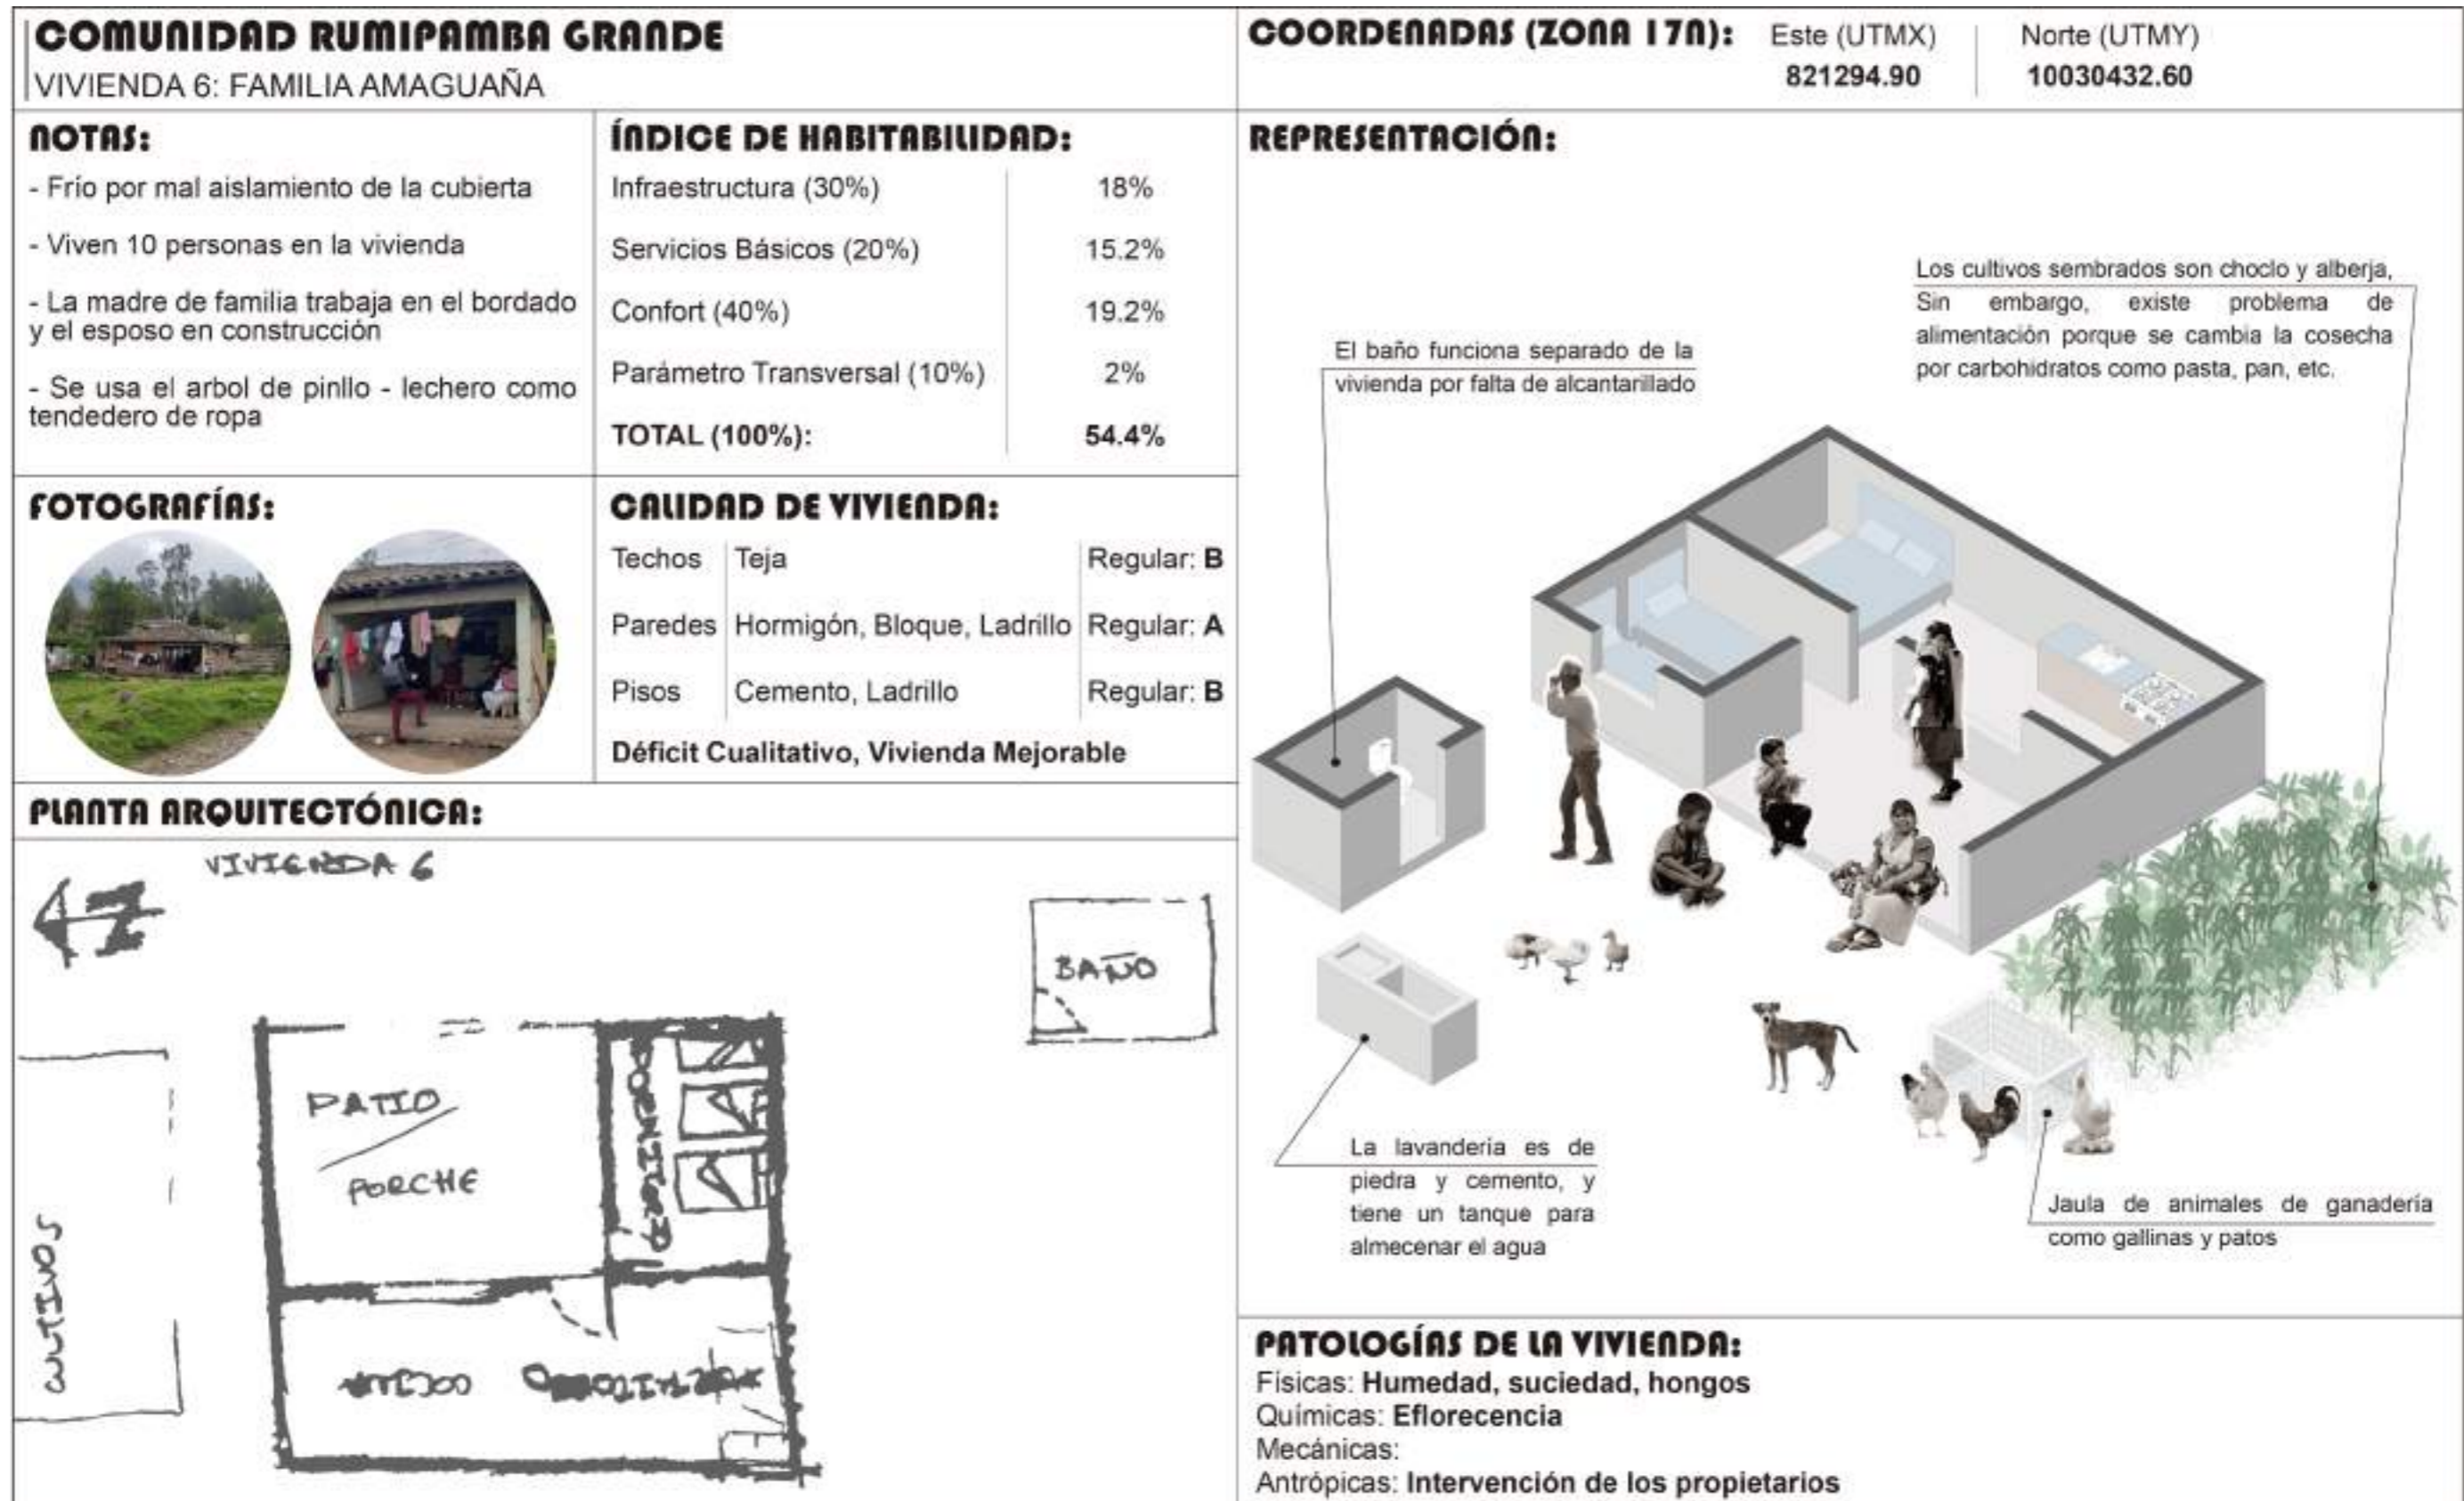 COMUNIDAD RUMIPAMBA GRANDE
VIVIENDA 6: FAMILIA AMAGUAÑA
COORDENADAS (ZONA 17N):
Este (UTMX)
821294.90
Norte (UTMY)
10030432.60
NOTAS:
- Frío por mal aislamiento de la cubierta
- Viven 10 personas en la vivienda
- La madre de familia trabaja en el bordado
y el esposo en construcción
- Se usa el arbol de pinllo - lechero como
tendedero de ropa
ÍNDICE DE HABITABILIDAD:
Infraestructura (30%) 18%
Servicios Básicos (20%) 15.2%
Confort (40%) 19.2%
Parámetro Transversal (10%) 2%
TOTAL (100%): 54.4%
FOTOGRAFÍAS:
CALIDAD DE VIVIENDA:
Techos Teja Regular: B
Paredes Hormigón, Bloque, Ladrillo Regular: A
Pisos Cemento, Ladrillo Regular: B
Déficit Cualitativo, Vivienda Mejorable
PLANTA ARQUITECTÓNICA:
VIVIENDA 6
N
BAÑO
PATIO
PORCHE
DORMITORIO
CULTIVOS
COCINA
REPRESENTACIÓN:
El baño funciona separado de la
vivienda por falta de alcantarillado
Los cultivos sembrados son choclo y alberja,
Sin embargo, existe problema de
alimentación porque se cambia la cosecha
por carbohidratos como pasta, pan, etc.
La lavandería es de
piedra y cemento, y
tiene un tanque para
almecenar el agua
Jaula de animales de ganadería
como gallinas y patos
PATOLOGÍAS DE LA VIVIENDA:
Físicas: Humedad, suciedad, hongos
Químicas: Eflorecencia
Mecánicas:
Antrópicas: Intervención de los propietarios